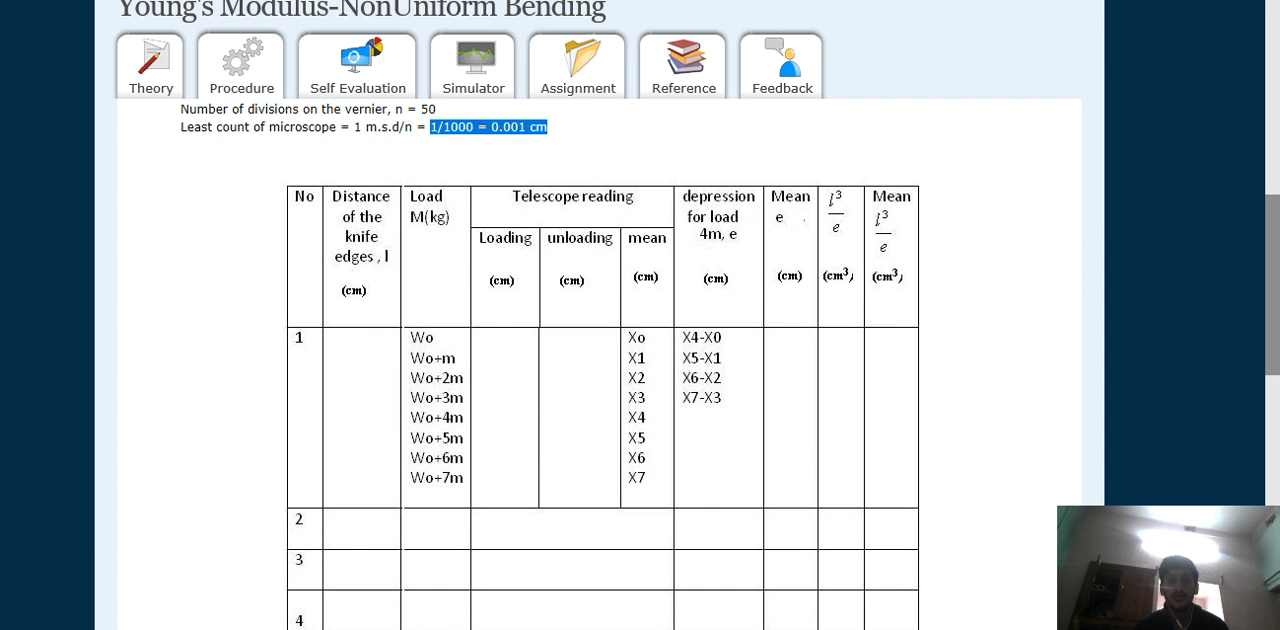 Young's Modulus-NonUniform Bending
Theory
Procedure
Self Evaluation
Simulator
Assignment
Reference
Feedback
Number of divisions on the vernier, n = 50
Least count of microscope = 1 m.s.d/n = 1/1000 = 0.001 cm
No
Distance
of the
knife
edges , l
(cm)
Load
M(kg)
Telescope reading
Loading
(cm)
unloading
(cm)
mean
(cm)
depression
for load
4m, e
(cm)
Mean
e
(cm)
l³
e
(cm³)
Mean
l³
e
(cm³)
1
Wo
Wo+m
Wo+2m
Wo+3m
Wo+4m
Wo+5m
Wo+6m
Wo+7m
Xo
X1
X2
X3
X4
X5
X6
X7
X4-X0
X5-X1
X6-X2
X7-X3
2
3
4